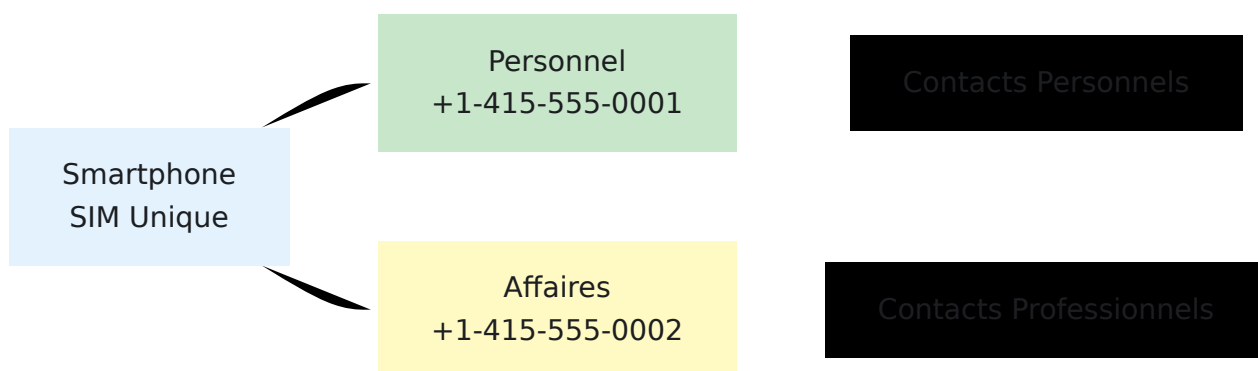 Personnel
+1-415-555-0001
Contacts Personnels
Smartphone
SIM Unique
Affaires
+1-415-555-0002
Contacts Professionnels